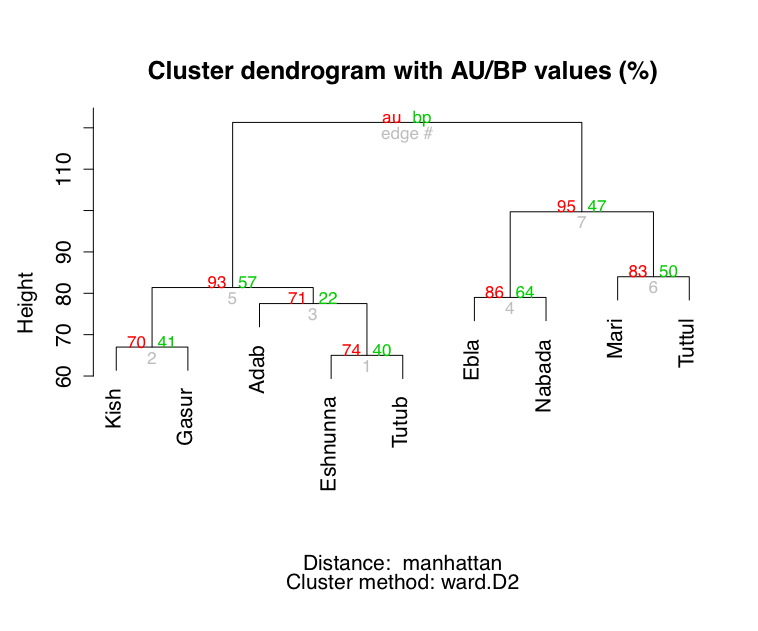 Cluster dendrogram with AU/BP values (%)
au bp
edge #
110
95 47
7
90
93 57
5
83 50
6
80
71 22
3
86 64
4
70
70 41
2
74 40
1
60
Height
Kish
Gasur
Adab
Eshnunna
Tutub
Ebla
Nabada
Mari
Tuttul
Distance: manhattan
Cluster method: ward.D2